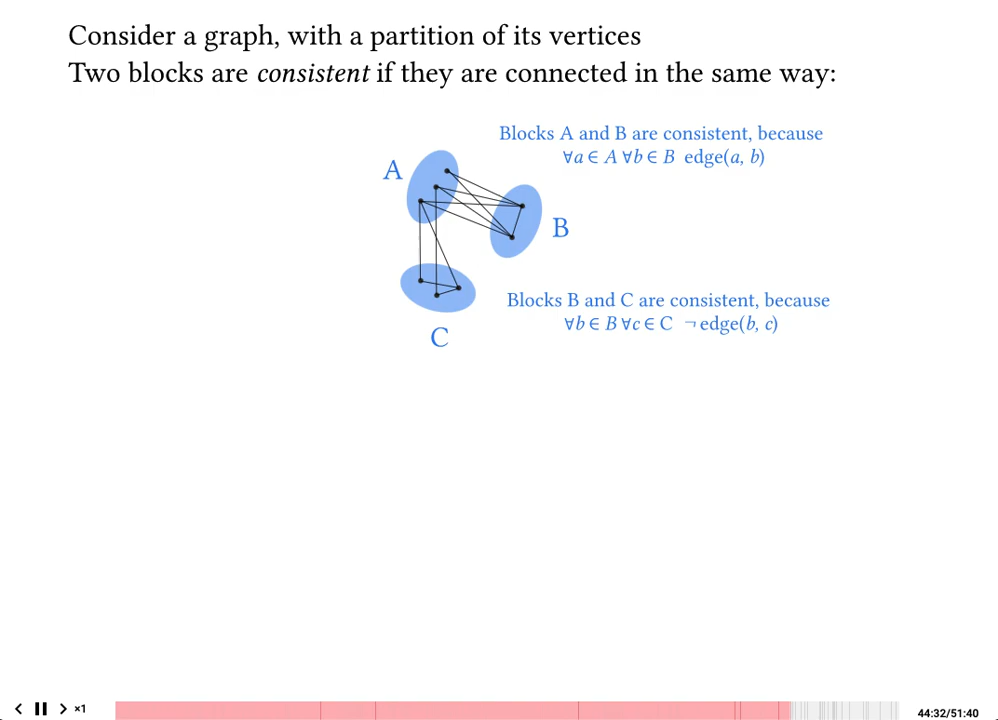 Consider a graph, with a partition of its vertices
Two blocks are consistent if they are connected in the same way:
Blocks A and B are consistent, because
∀a ∈ A ∀b ∈ B edge(a, b)
A
B
Blocks B and C are consistent, because
∀b ∈ B ∀c ∈ C ¬edge(b, c)
C
×1
44:32/51:40